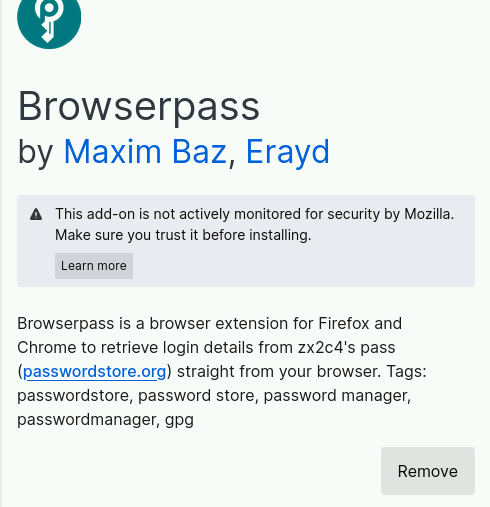 Browserpass
by Maxim Baz, Erayd
This add-on is not actively monitored for security by Mozilla.
Make sure you trust it before installing.
Learn more
Browserpass is a browser extension for Firefox and
Chrome to retrieve login details from zx2c4's pass
(passwordstore.org) straight from your browser. Tags:
passwordstore, password store, password manager,
passwordmanager, gpg
Remove